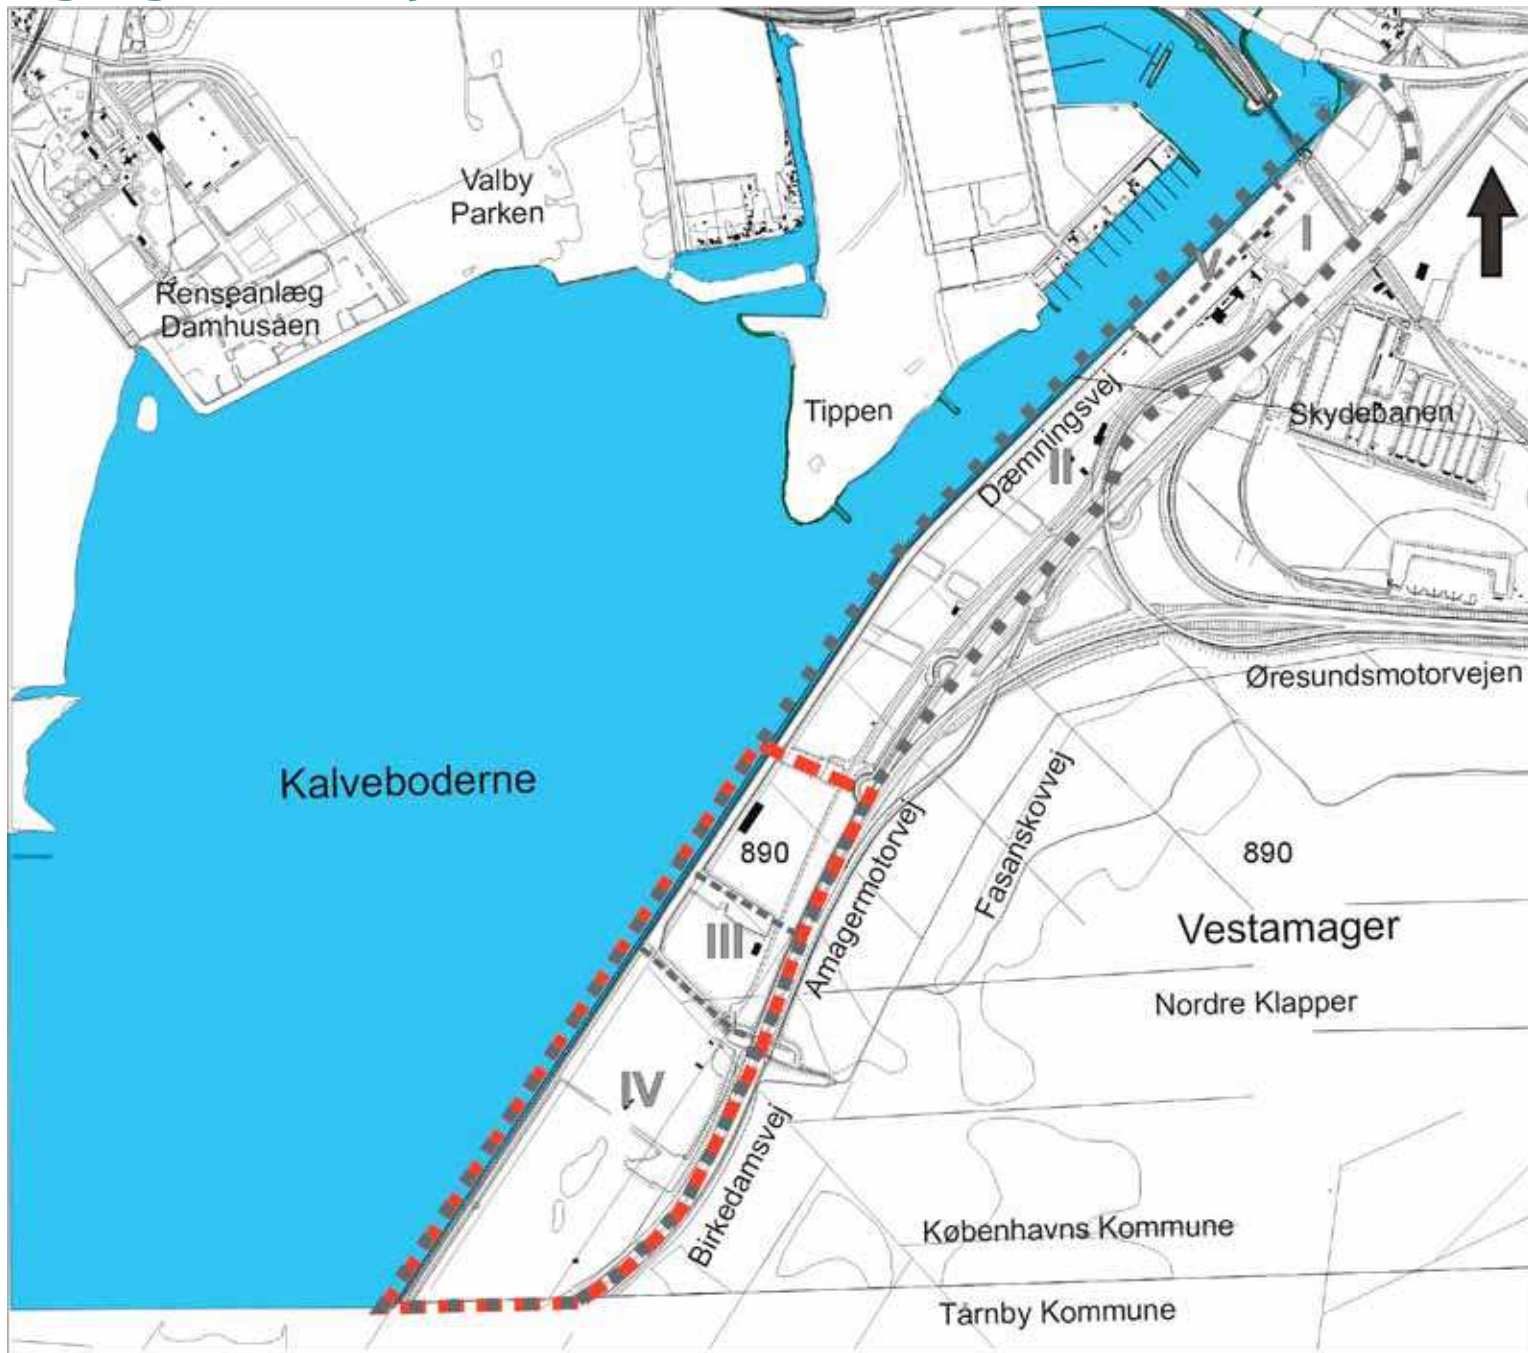 Valby
Parken
Renseanlæg
Damhusåen
Tippen
I
V
Dæmningsvej
Skydebanen
II
Øresundsmotorvejen
Kalveboderne
890
Amagermotorvej
Fasanskovvej
890
Vestamager
III
Nordre Klapper
IV
Birkedamsvej
Københavns Kommune
Tårnby Kommune